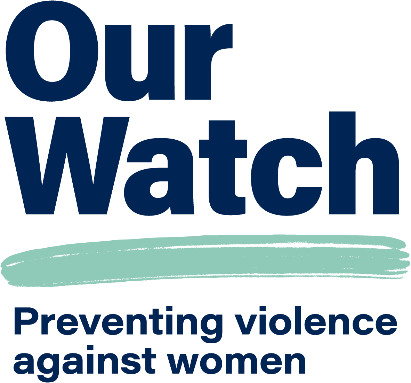 Our
Watch
Preventing violence
against women